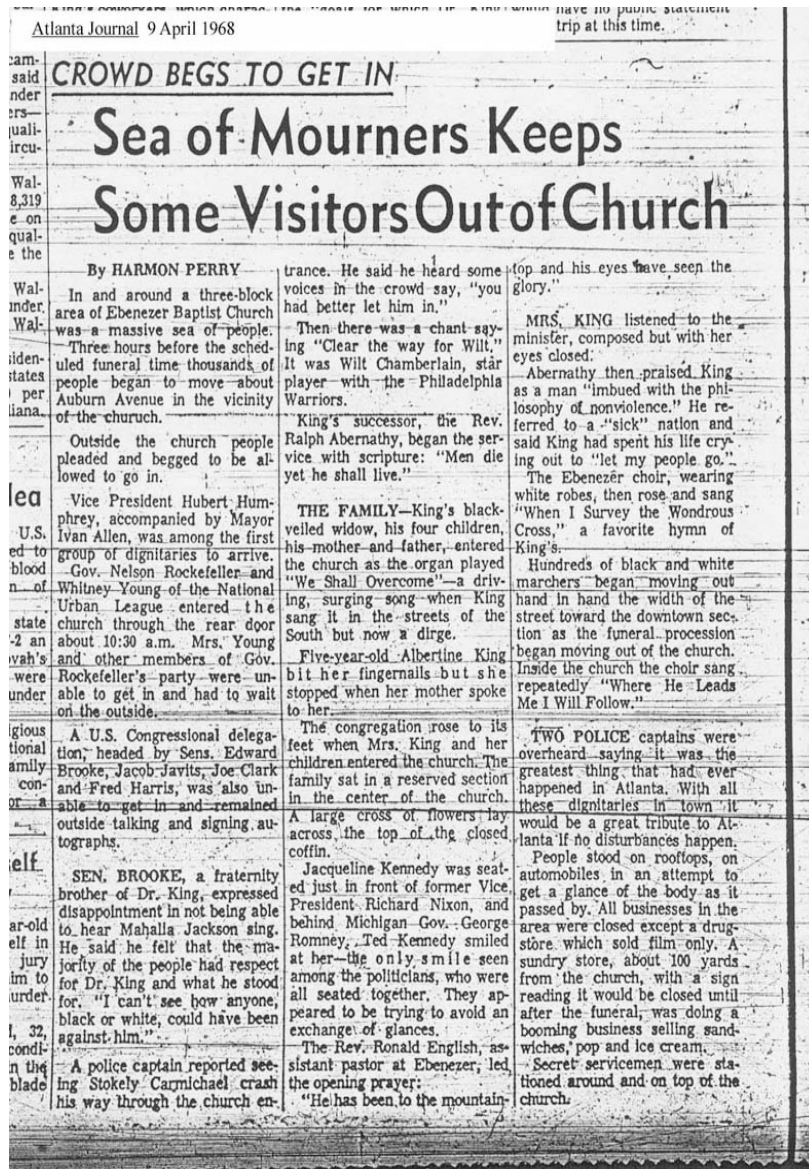 have no public statement
trip at this time.
Atlanta Journal 9 April 1968
CROWD BEGS TO GET IN
Sea of Mourners Keeps
Some Visitors Out of Church
By HARMON PERRY
In and around a three-block
area of Ebenezer Baptist Church
was a massive sea of people.
Three hours before the sched-
uled funeral time thousands of
people began to move about
Auburn Avenue in the vicinity
of the churuch.
Outside the church people
pleaded and begged to be al-
lowed to go in.
Vice President Hubert Hum-
phrey, accompanied by Mayor
Ivan Allen, was among the first
group of dignitaries to arrive.
Gov. Nelson Rockefeller and
Whitney Young of the National
Urban League entered the
church through the rear door
about 10:30 a.m. Mrs. Young
and other members of Gov.
Rockefeller's party were un-
able to get in and had to wait
on the outside.
A U.S. Congressional delega-
tion, headed by Sens. Edward
Brooke, Jacob Javits, Joe Clark
and Fred Harris, was also un-
able to get in and remained
outside talking and signing au-
tographs.
SEN. BROOKE, a fraternity
brother of Dr. King, expressed
disappointment in not being able
to hear Mahalla Jackson sing.
He said he felt that the ma-
jority of the people had respect
for Dr. King and what he stood
for. "I can't see how anyone,
black or white, could have been
against him."
A police captain reported see-
ing Stokely Carmichael crash
his way through the church en-
trance. He said he heard some
voices in the crowd say, "you
had better let him in."
Then there was a chant say-
ing "Clear the way for Wilt."
It was Wilt Chamberlain, star
player with the Philadelphia
Warriors.
King's successor, the Rev.
Ralph Abernathy, began the ser-
vice with scripture: "Men die
yet he shall live."
THE FAMILY—King's black-
veiled widow, his four children,
his mother and father, entered
the church as the organ played
"We Shall Overcome"—a driv-
ing, surging song when King
sang it in the streets of the
South but now a dirge.
Five-year-old Albertine King
bit her fingernails but she
stopped when her mother spoke
to her.
The congregation rose to its
feet when Mrs. King and her
children entered the church. The
family sat in a reserved section
in the center of the church.
A large cross of flowers lay
across the top of the closed
coffin.
Jacqueline Kennedy was seat-
ed just in front of former Vice
President Richard Nixon, and
behind Michigan Gov. George
Romney. Ted Kennedy smiled
at her—the only smile seen
among the politicians, who were
all seated together. They ap-
peared to be trying to avoid an
exchange of glances.
The Rev. Ronald English, as-
sistant pastor at Ebenezer, led
the opening prayer:
"He has been to the mountain-
top and his eyes have seen the
glory."
MRS. KING listened to the
minister, composed but with her
eyes closed.
Abernathy then praised King
as a man "imbued with the phi-
losophy of nonviolence." He re-
ferred to a "sick" nation and
said King had spent his life cry-
ing out to "let my people go."
The Ebenezer choir, wearing
white robes, then rose and sang
"When I Survey the Wondrous
Cross," a favorite hymn of
King's.
Hundreds of black and white
marchers began moving out
hand in hand the width of the
street toward the downtown sec-
tion as the funeral procession
began moving out of the church.
Inside the church the choir sang
repeatedly "Where He Leads
Me I Will Follow."
TWO POLICE captains were
overheard saying it was the
greatest thing that had ever
happened in Atlanta. With all
these dignitaries in town it
would be a great tribute to At-
lanta if no disturbances happen.
People stood on rooftops, on
automobiles in an attempt to
get a glance of the body as it
passed by. All businesses in the
area were closed except a drug-
store which sold film only. A
sundry store, about 100 yards
from the church, with a sign
reading it would be closed until
after the funeral, was doing a
booming business selling sand-
wiches, pop and ice cream.
Secret servicemen were sta-
tioned around and on top of the
church.